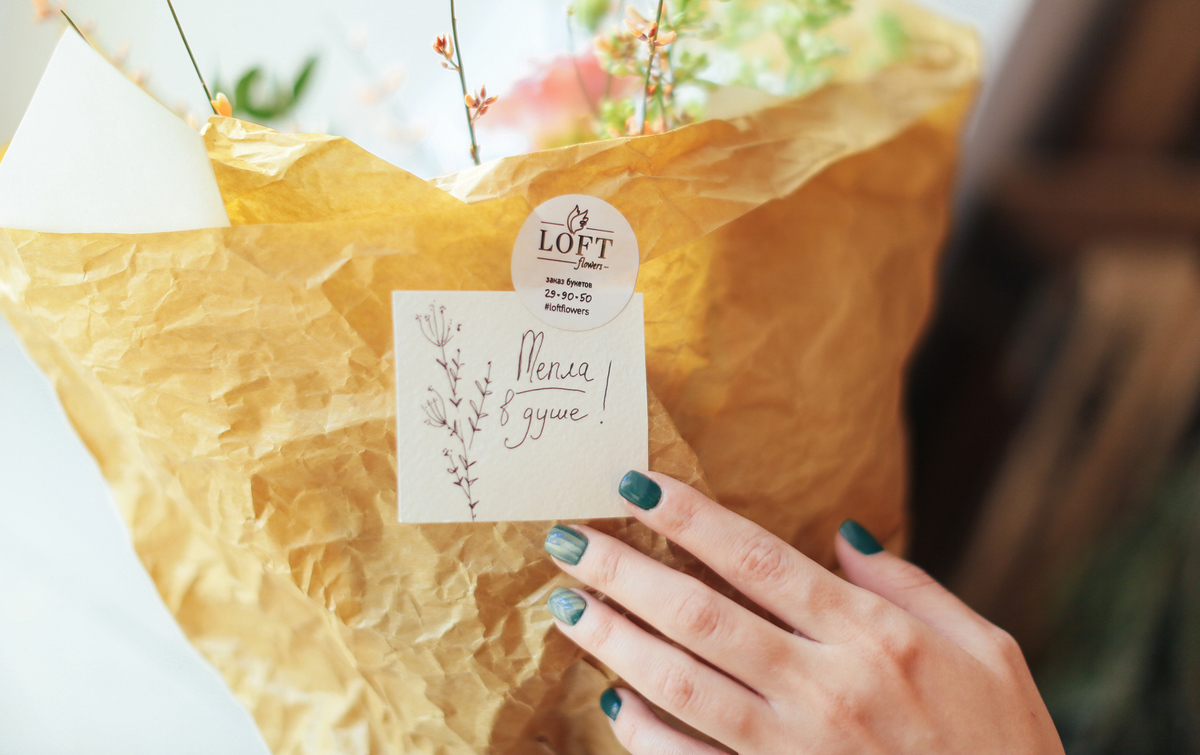 LOFT
flowers
заказ букетов
29-90-50
#loftflowers
Тепла
в душе!